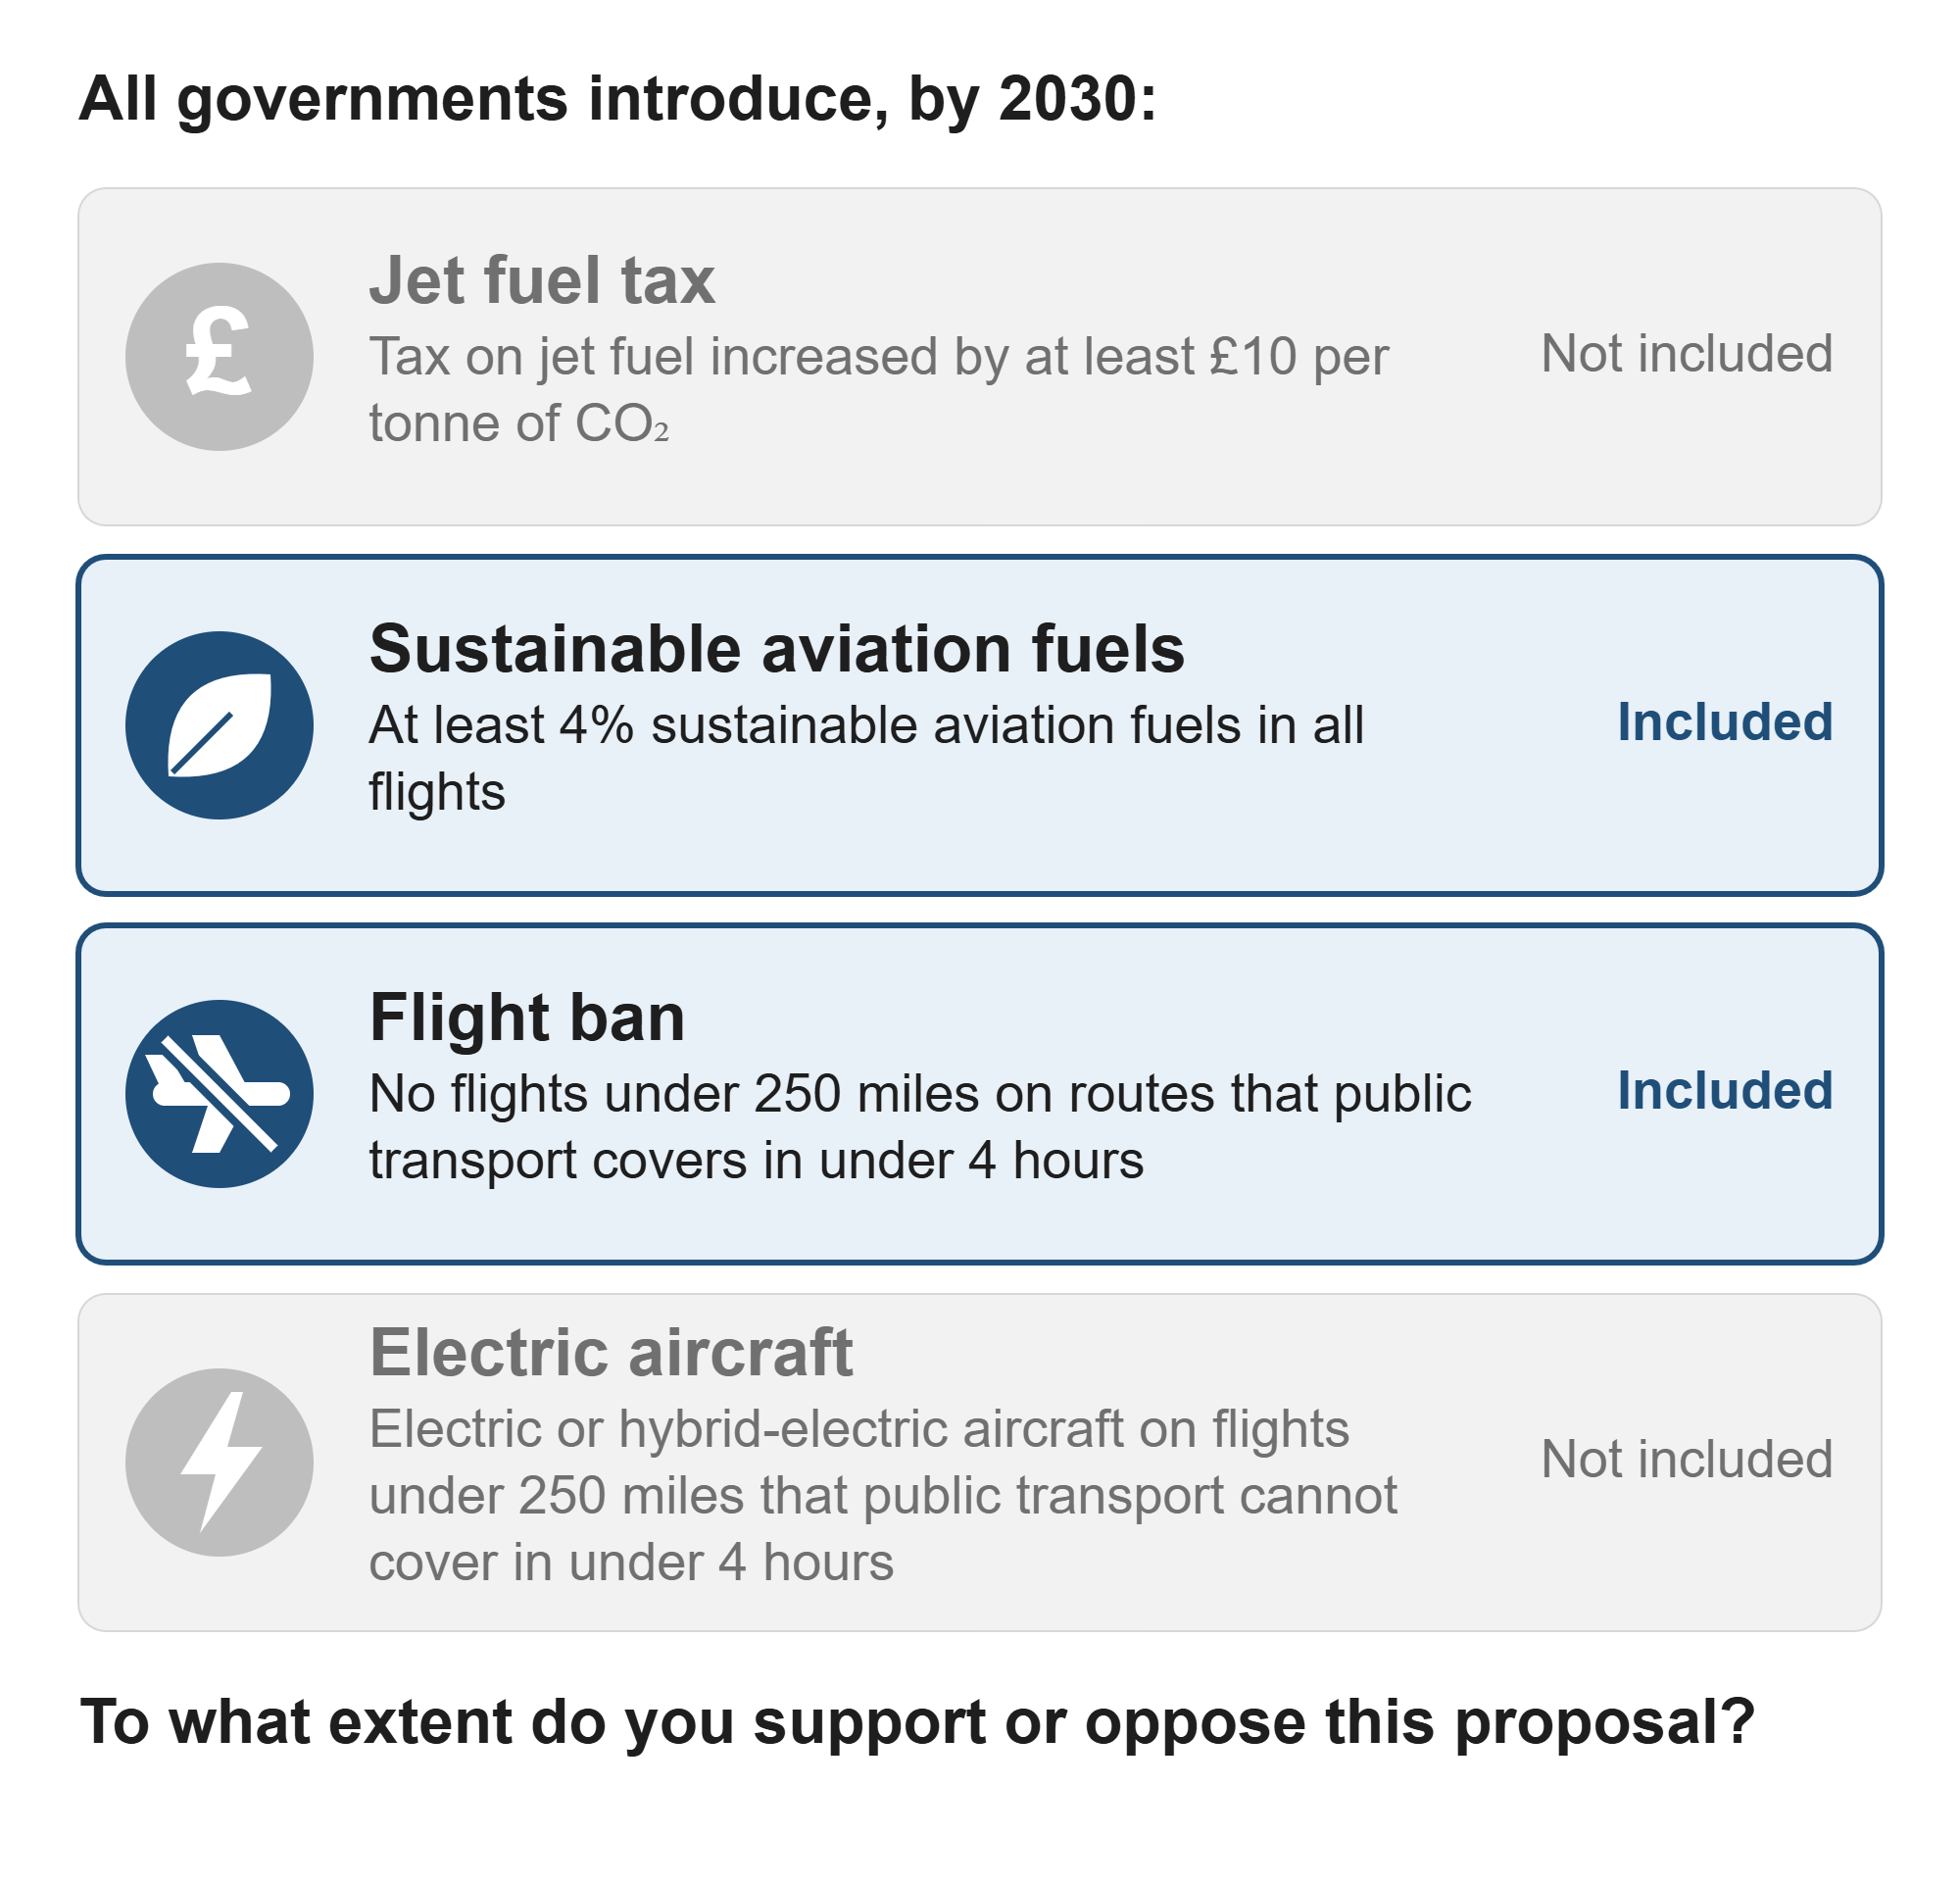 All governments introduce, by 2030:
£
Jet fuel tax
Tax on jet fuel increased by at least £10 per
tonne of CO₂
Not included
Sustainable aviation fuels
At least 4% sustainable aviation fuels in all
flights
Included
Flight ban
No flights under 250 miles on routes that public
transport covers in under 4 hours
Included
Electric aircraft
Electric or hybrid-electric aircraft on flights
under 250 miles that public transport cannot
cover in under 4 hours
Not included
To what extent do you support or oppose this proposal?